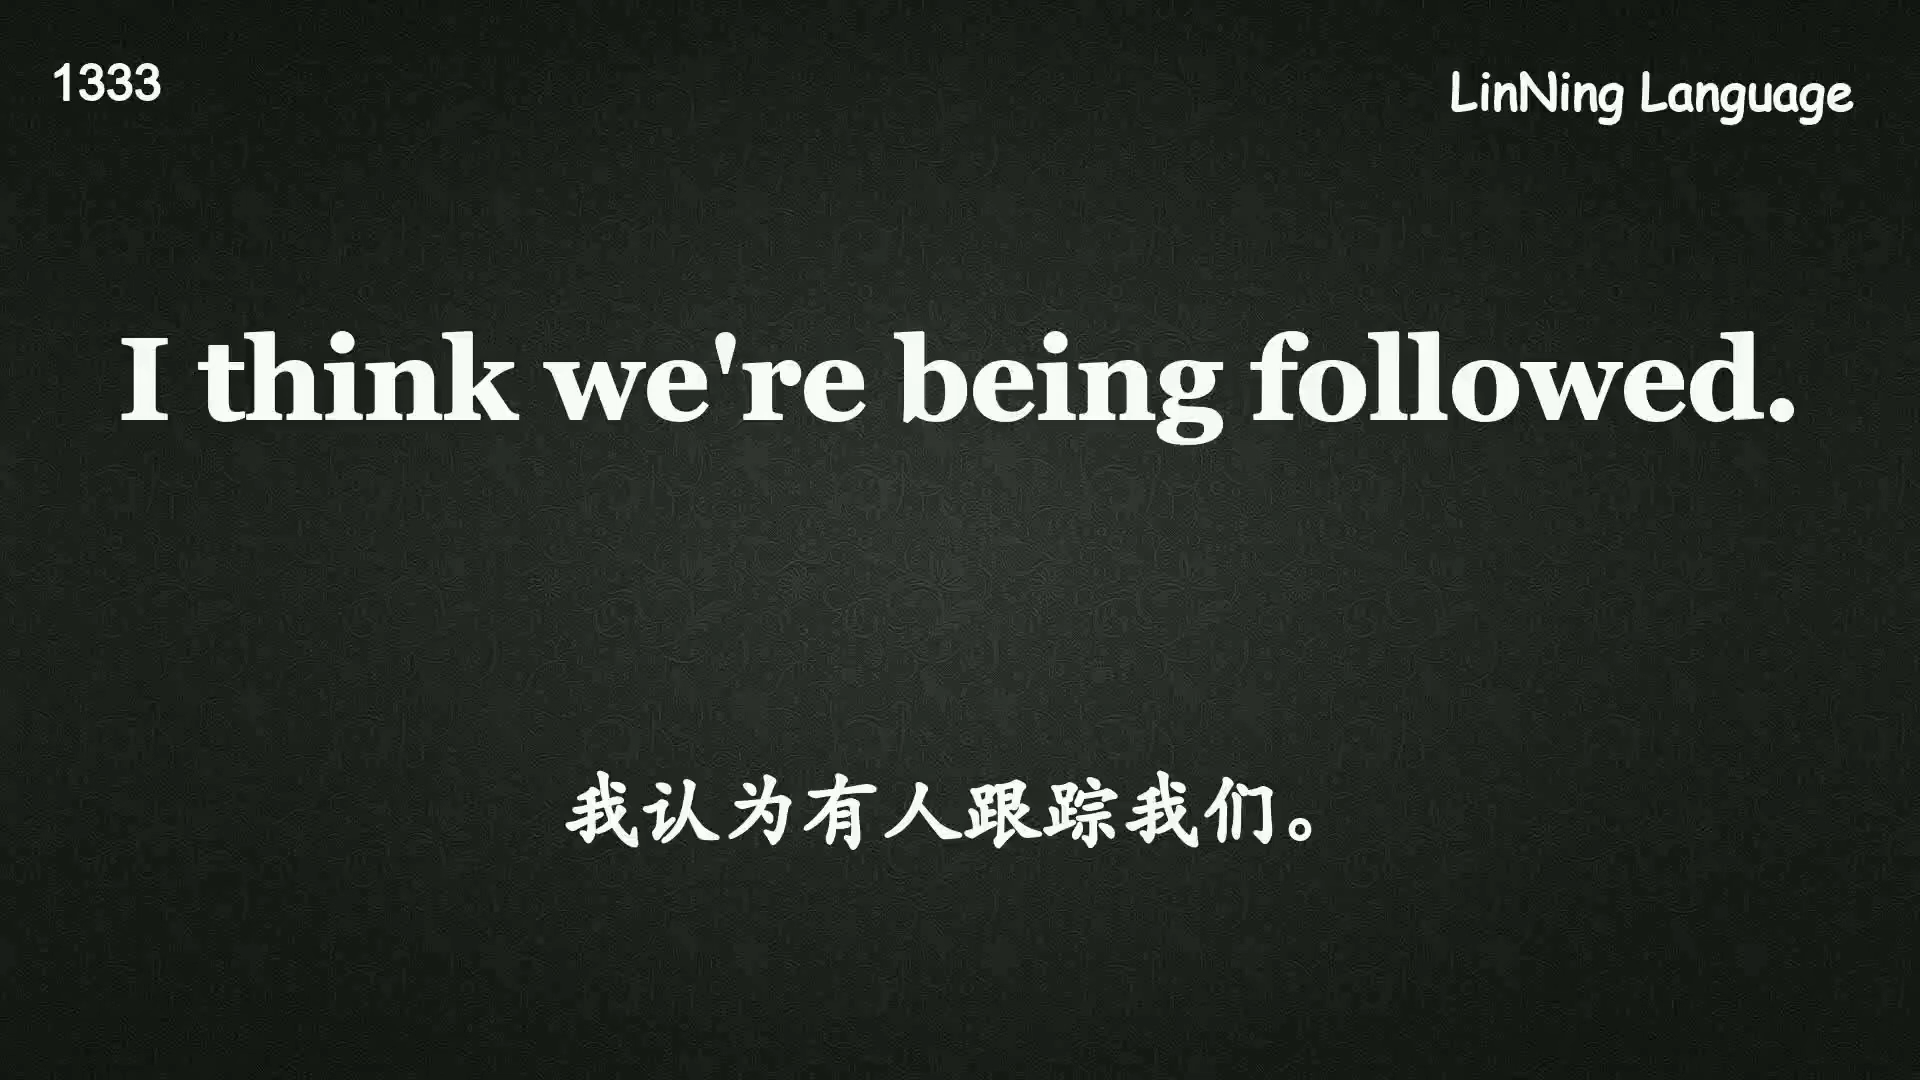 1333
LinNing Language
I think we're being followed.
我认为有人跟踪我们。